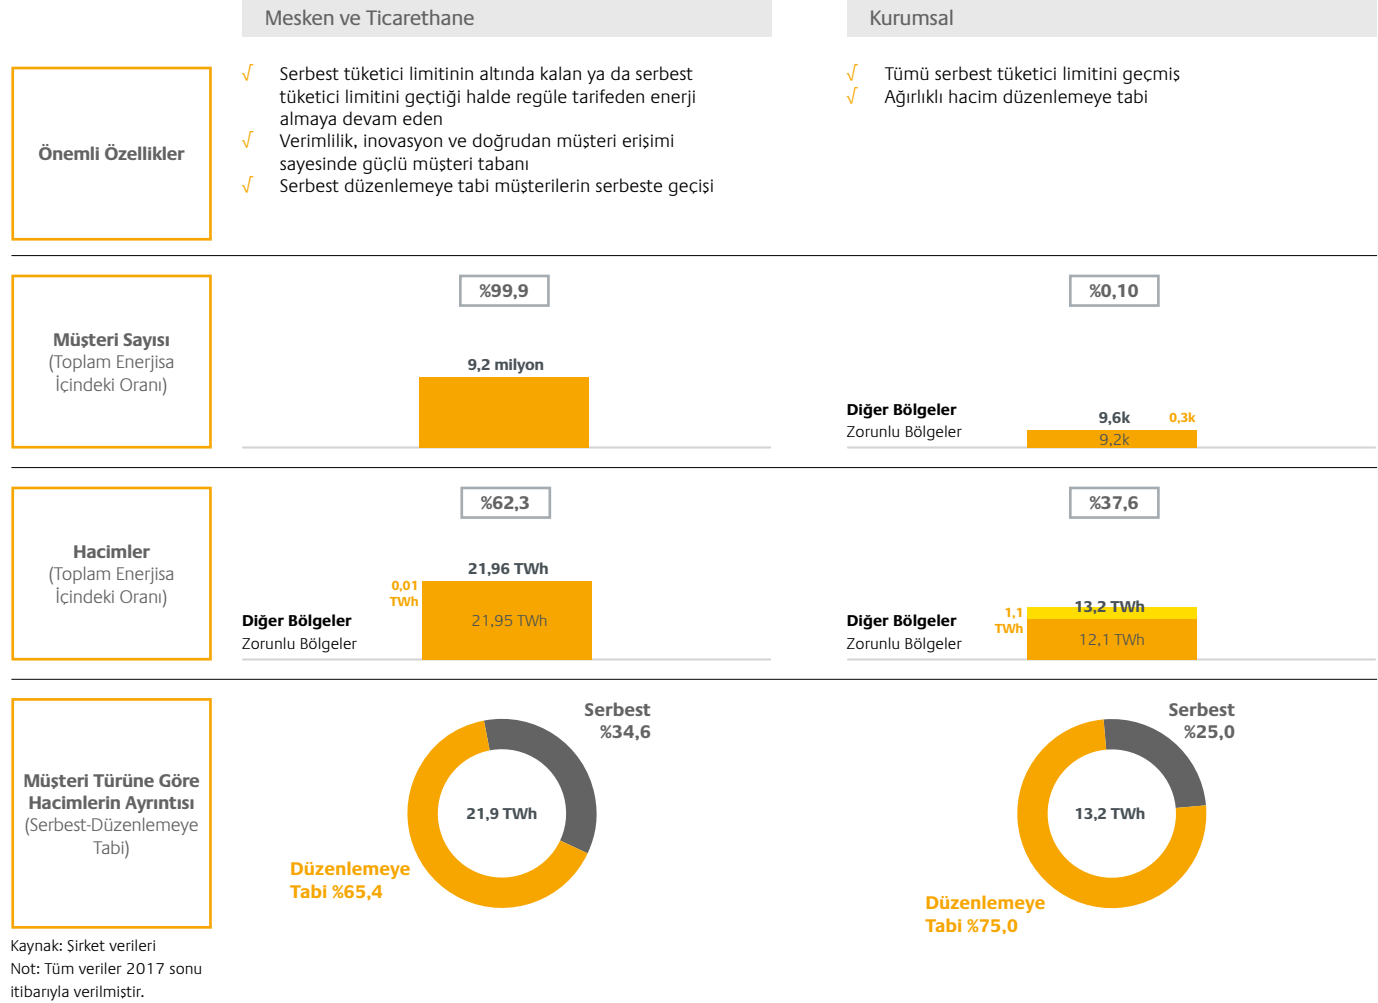 Mesken ve Ticarethane
Kurumsal
Önemli Özellikler
√ Serbest tüketici limitinin altında kalan ya da serbest
tüketici limitini geçtiği halde regüle tarifeden enerji
almaya devam eden
√ Verimlilik, inovasyon ve doğrudan müşteri erişimi
sayesinde güçlü müşteri tabanı
√ Serbest düzenlemeye tabi müşterilerin serbeste geçişi
√ Tümü serbest tüketici limitini geçmiş
√ Ağırlıklı hacim düzenlemeye tabi
Müşteri Sayısı
(Toplam Enerjisa
İçindeki Oranı)
%99,9
9,2 milyon
%0,10
Diğer Bölgeler
Zorunlu Bölgeler
9,6k
0,3k
9,2k
Hacimler
(Toplam Enerjisa
İçindeki Oranı)
%62,3
21,96 TWh
0,01
TWh
21,95 TWh
Diğer Bölgeler
Zorunlu Bölgeler
%37,6
Diğer Bölgeler
Zorunlu Bölgeler
1,1
TWh
13,2 TWh
12,1 TWh
Müşteri Türüne Göre
Hacimlerin Ayrıntısı
(Serbest-Düzenlemeye
Tabi)
Serbest
%34,6
21,9 TWh
Düzenlemeye
Tabi %65,4
Serbest
%25,0
13,2 TWh
Düzenlemeye
Tabi %75,0
Kaynak: Şirket verileri
Not: Tüm veriler 2017 sonu
itibarıyla verilmiştir.